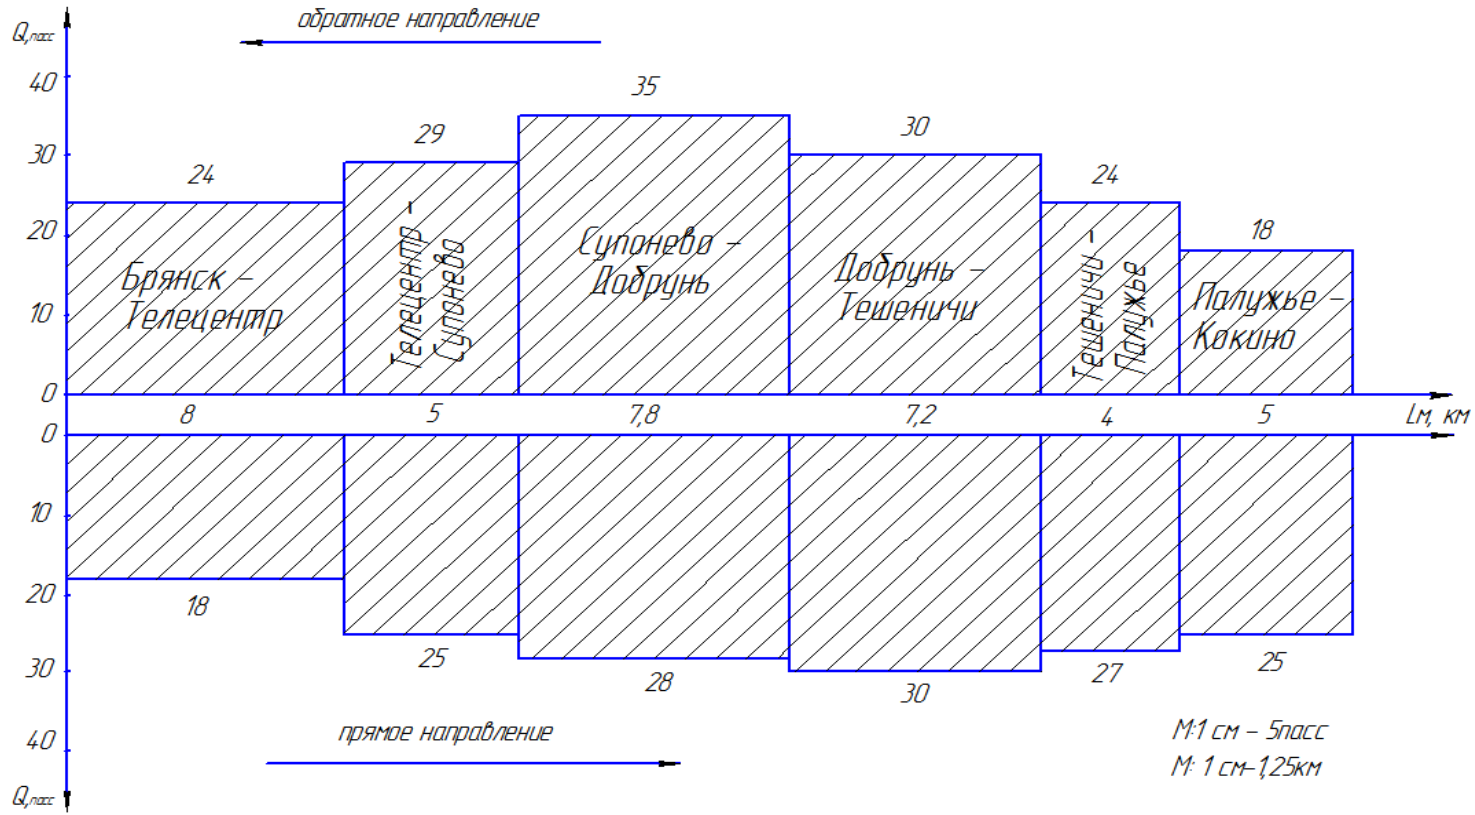 обратное направление
Q,пасс
40
30
20
10
0
24
29
35
30
24
18
Брянск –
Телецентр
Телецентр –
Супонево
Супонево –
Добрунь
Добрунь –
Тешеничи
Тешеничи –
Палужье
Палужье –
Кокино
8
5
7,8
7,2
4
5
Lм, км
0
10
20
30
40
Q,пасс
18
25
28
30
27
25
прямое направление
М:1 см – 5пасс
М: 1 см–1,25км